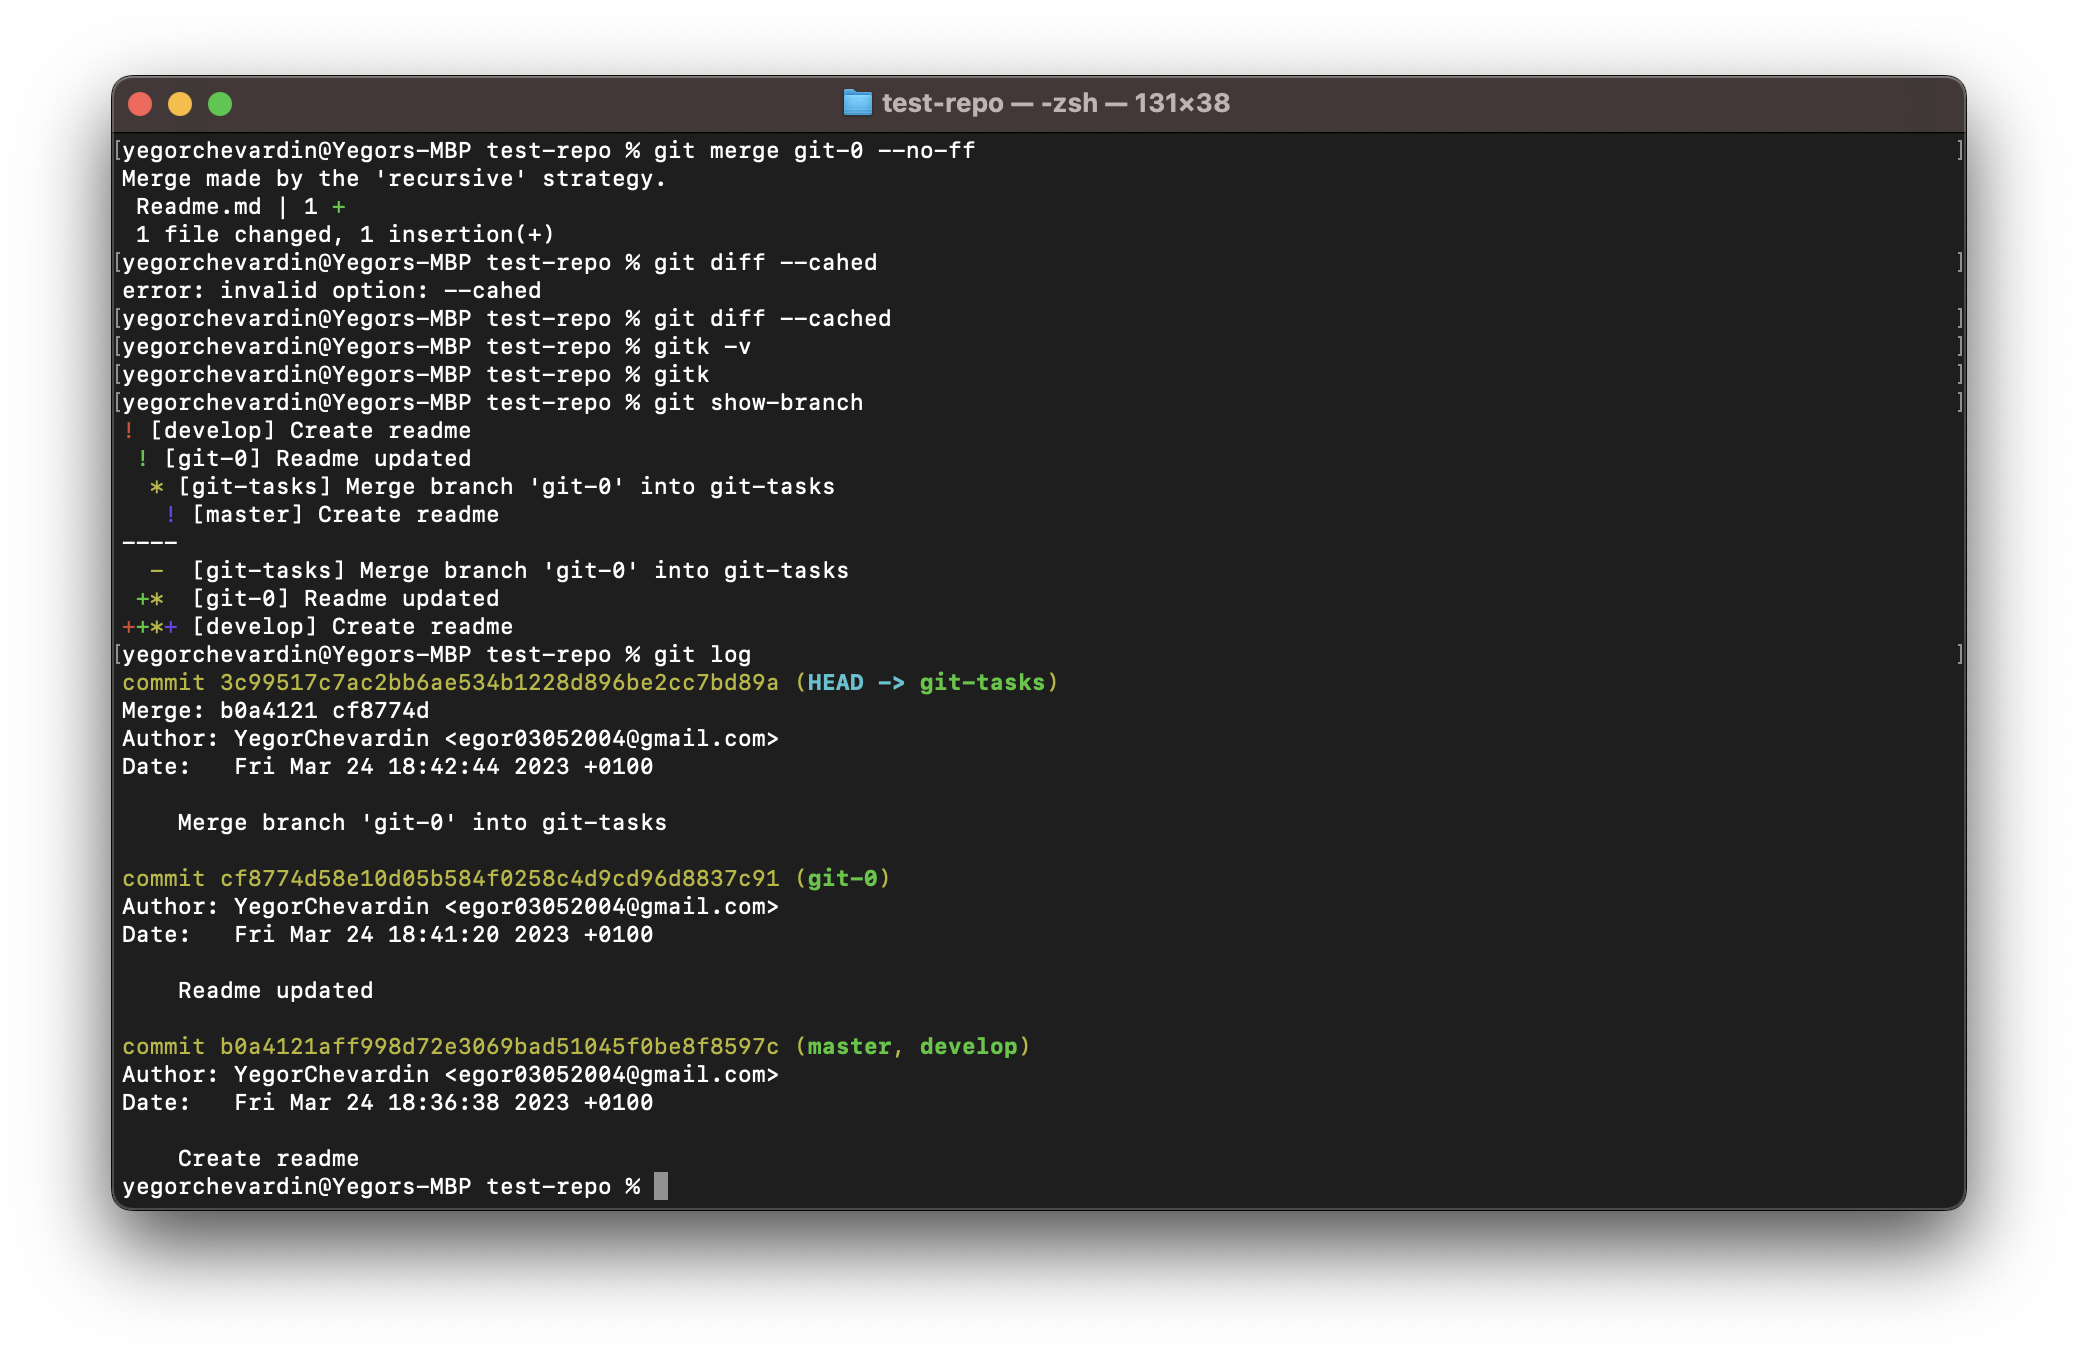 test-repo — -zsh — 131×38
[yegorchevardin@Yegors-MBP test-repo % git merge git-0 --no-ff ]
Merge made by the 'recursive' strategy.
 Readme.md | 1 +
 1 file changed, 1 insertion(+)
[yegorchevardin@Yegors-MBP test-repo % git diff --cahed ]
error: invalid option: --cahed
[yegorchevardin@Yegors-MBP test-repo % git diff --cached ]
[yegorchevardin@Yegors-MBP test-repo % gitk -v ]
[yegorchevardin@Yegors-MBP test-repo % gitk ]
[yegorchevardin@Yegors-MBP test-repo % git show-branch ]
! [develop] Create readme
 ! [git-0] Readme updated
  * [git-tasks] Merge branch 'git-0' into git-tasks
   ! [master] Create readme
----
  -  [git-tasks] Merge branch 'git-0' into git-tasks
 +*  [git-0] Readme updated
++*+ [develop] Create readme
[yegorchevardin@Yegors-MBP test-repo % git log ]
commit 3c99517c7ac2bb6ae534b1228d896be2cc7bd89a (HEAD -> git-tasks)
Merge: b0a4121 cf8774d
Author: YegorChevardin <egor03052004@gmail.com>
Date:   Fri Mar 24 18:42:44 2023 +0100
    Merge branch 'git-0' into git-tasks
commit cf8774d58e10d05b584f0258c4d9cd96d8837c91 (git-0)
Author: YegorChevardin <egor03052004@gmail.com>
Date:   Fri Mar 24 18:41:20 2023 +0100
    Readme updated
commit b0a4121aff998d72e3069bad51045f0be8f8597c (master, develop)
Author: YegorChevardin <egor03052004@gmail.com>
Date:   Fri Mar 24 18:36:38 2023 +0100
    Create readme
yegorchevardin@Yegors-MBP test-repo %